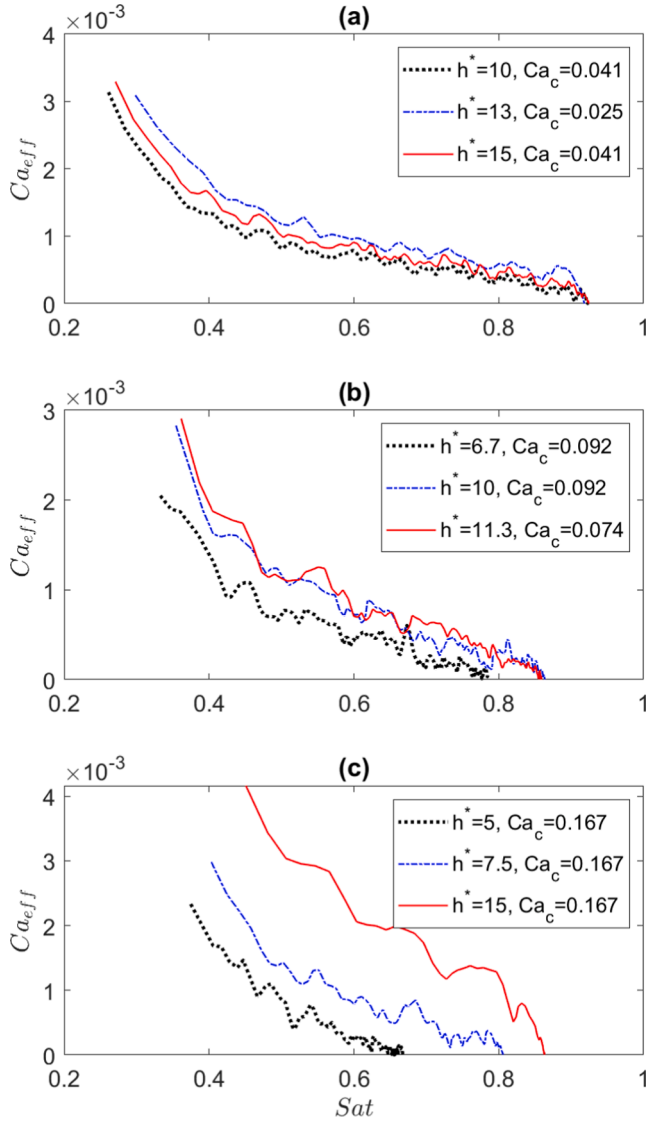 (a)
×10⁻³
4
3
2
1
0
Ca_eff
h*=10, Ca_c=0.041
h*=13, Ca_c=0.025
h*=15, Ca_c=0.041
0.2 0.4 0.6 0.8 1
(b)
×10⁻³
3
2
1
0
Ca_eff
h*=6.7, Ca_c=0.092
h*=10, Ca_c=0.092
h*=11.3, Ca_c=0.074
0.2 0.4 0.6 0.8 1
(c)
×10⁻³
4
3
2
1
0
Ca_eff
h*=5, Ca_c=0.167
h*=7.5, Ca_c=0.167
h*=15, Ca_c=0.167
0.2 0.4 0.6 0.8 1
Sat